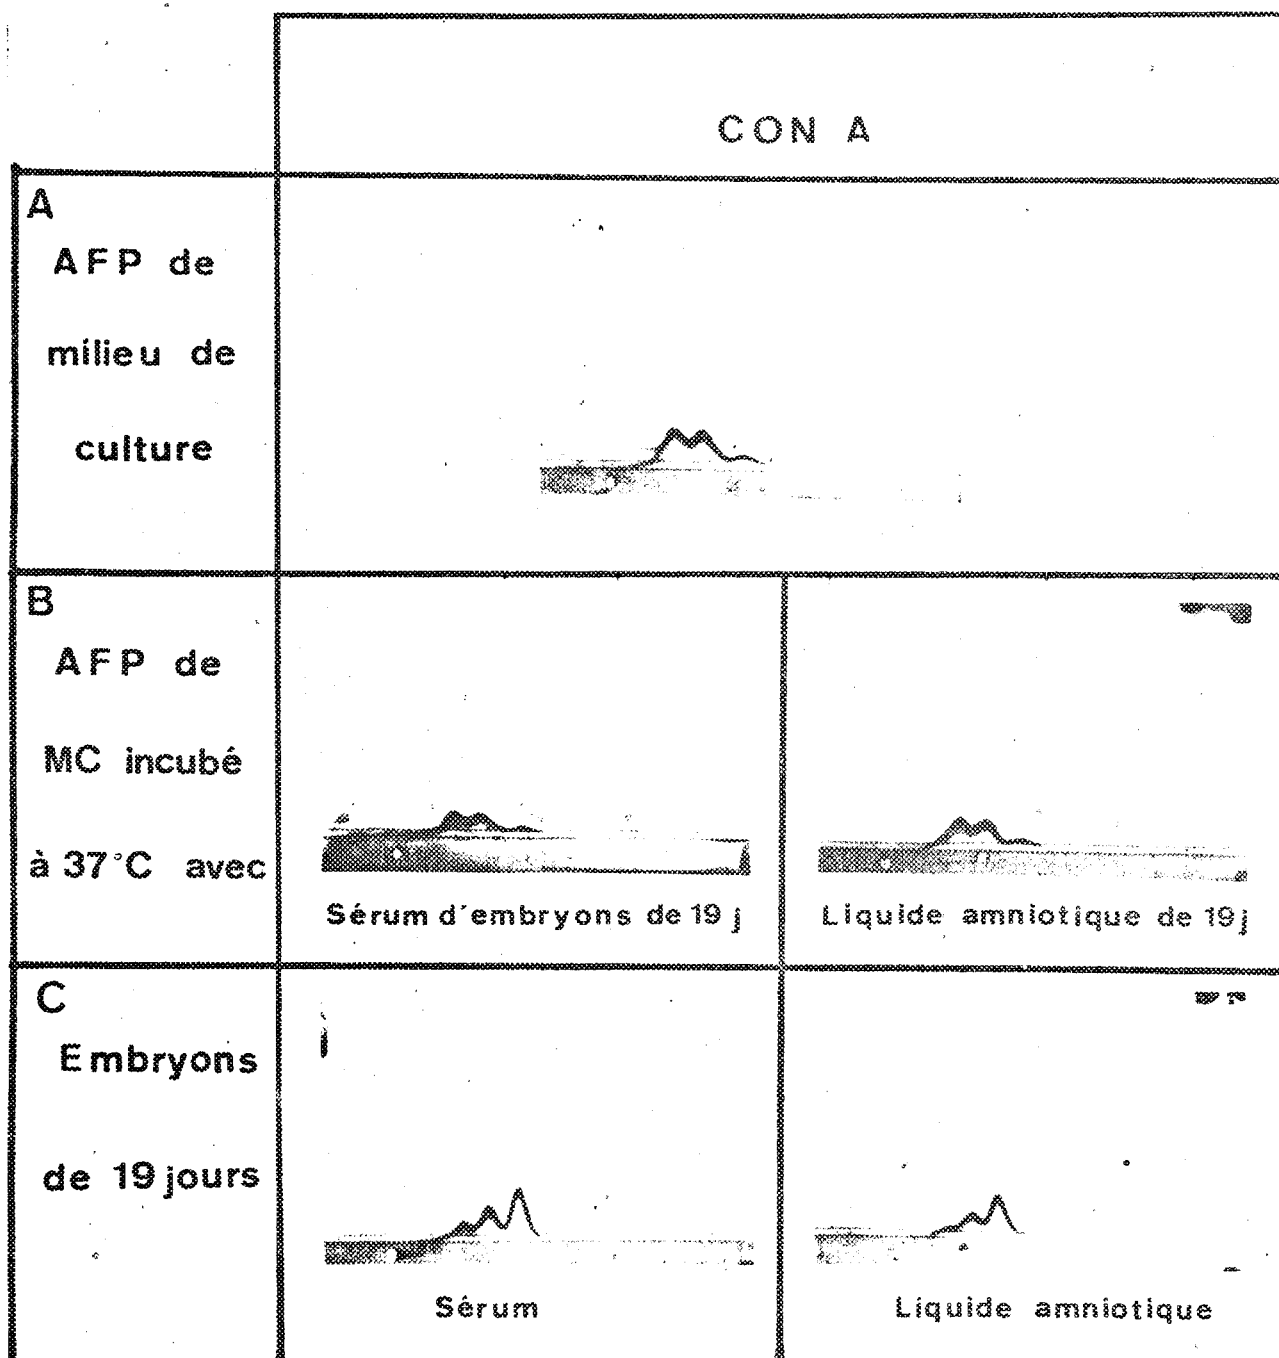 CON A
A
AFP de
milieu de
culture
B
AFP de
MC incubé
à 37°C avec
Sérum d'embryons de 19 j
Liquide amniotique de 19 j
C
Embryons
de 19 jours
Sérum
Liquide amniotique